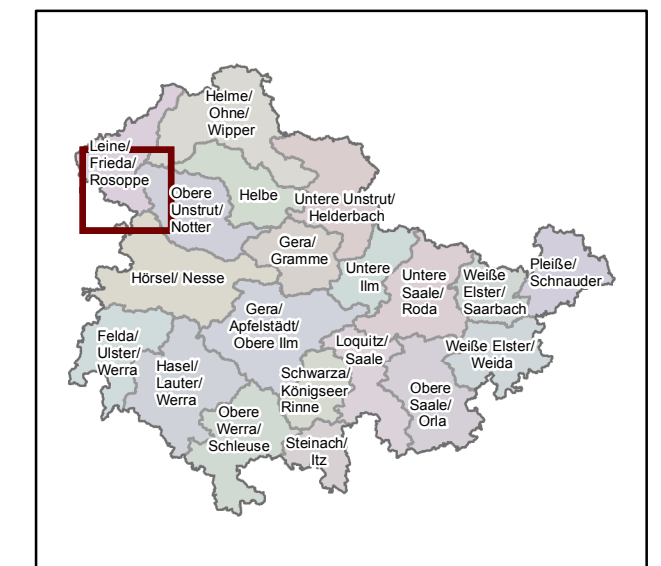 Helme/
Ohne/
Wipper
Leine/
Frieda/
Rosoppe
Obere
Unstrut/
Notter
Helbe
Untere Unstrut/
Helderbach
Gera/
Gramme
Hörsel/ Nesse
Untere
Ilm
Untere
Saale/
Roda
Weiße
Elster/
Saarbach
Pleiße/
Schnauder
Gera/
Apfelstädt/
Obere Ilm
Felda/
Ulster/
Werra
Hasel/
Lauter/
Werra
Loquitz/
Saale
Weiße Elster/
Weida
Schwarza/
Königseer
Rinne
Obere
Saale/
Orla
Obere
Werra/
Schleuse
Steinach/
Itz